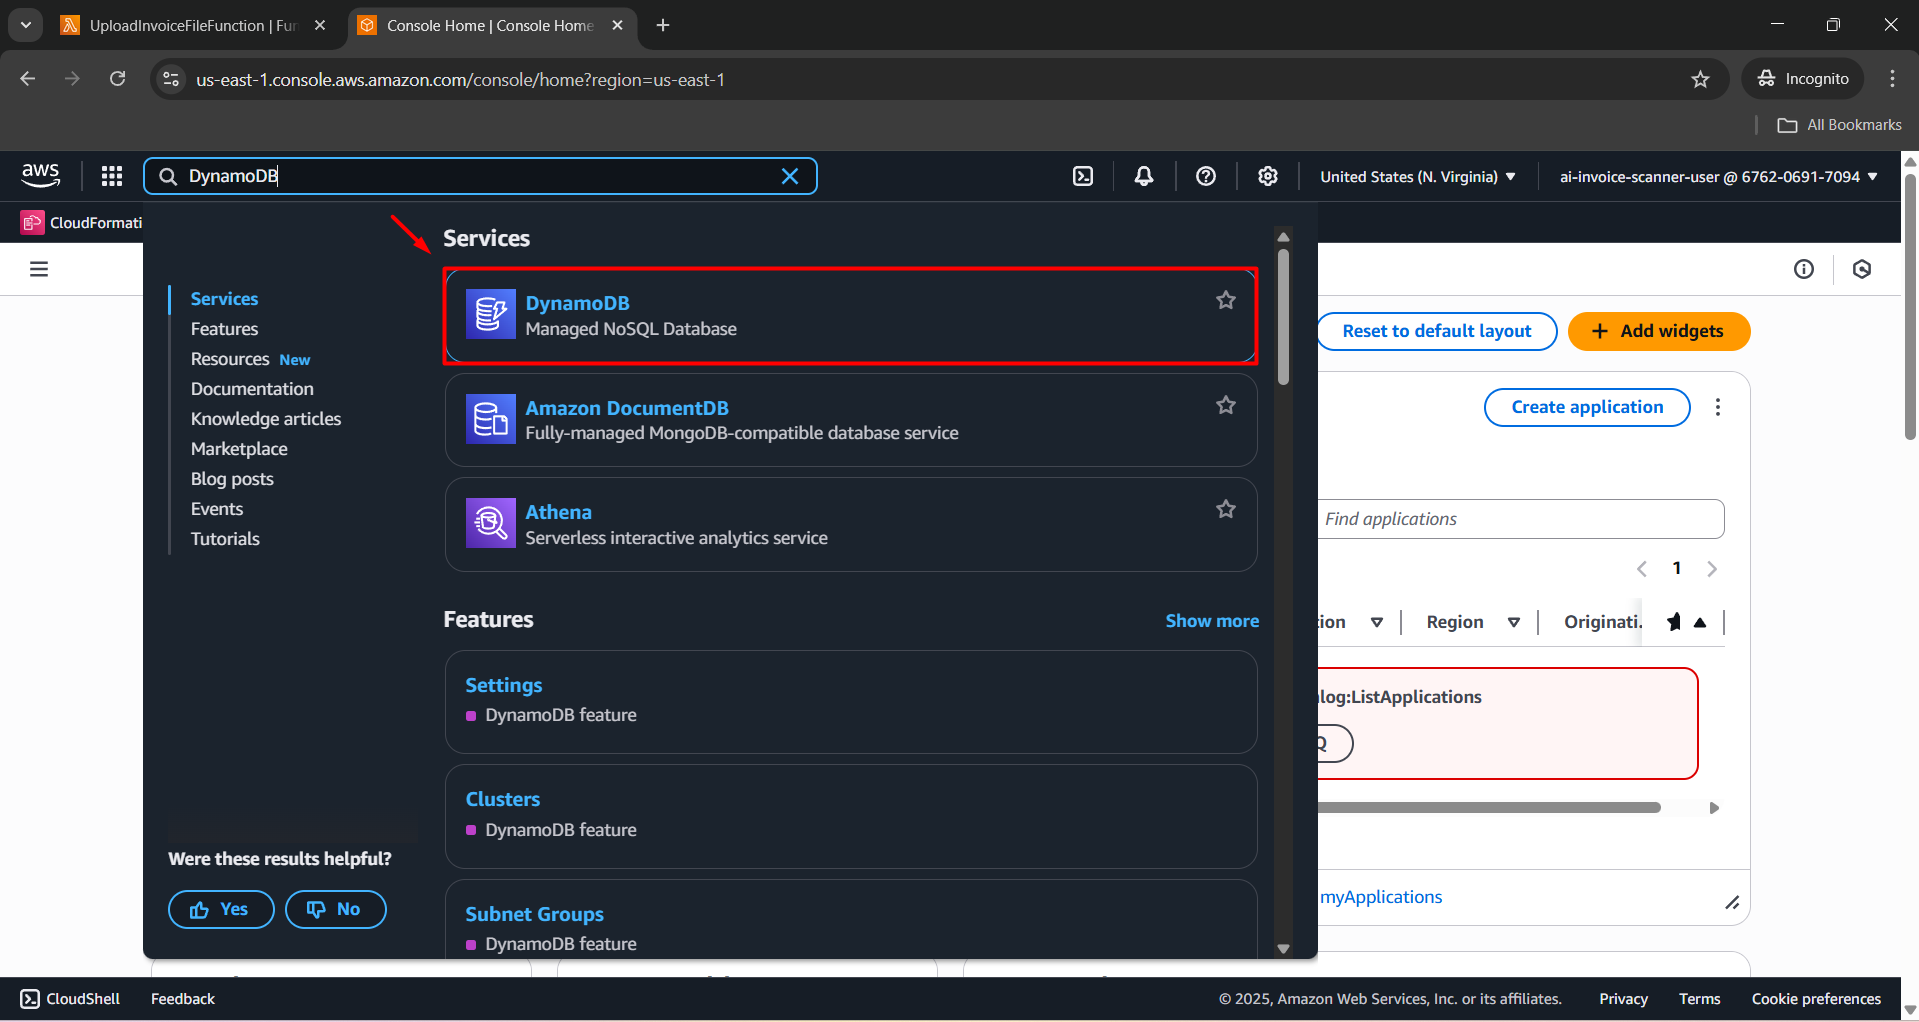 UploadInvoiceFileFunction | Fun
Console Home | Console Home
us-east-1.console.aws.amazon.com/console/home?region=us-east-1
Incognito
All Bookmarks
aws
DynamoDB
United States (N. Virginia)
ai-invoice-scanner-user @ 6762-0691-7094
CloudFormati
Services
Features
Resources New
Documentation
Knowledge articles
Marketplace
Blog posts
Events
Tutorials
Were these results helpful?
Yes
No
Services
DynamoDB
Managed NoSQL Database
Amazon DocumentDB
Fully-managed MongoDB-compatible database service
Athena
Serverless interactive analytics service
Features
Show more
Settings
DynamoDB feature
Clusters
DynamoDB feature
Subnet Groups
DynamoDB feature
Reset to default layout
Add widgets
Create application
Find applications
1
ion
Region
Originati.
log:ListApplications
Q
myApplications
CloudShell
Feedback
© 2025, Amazon Web Services, Inc. or its affiliates.
Privacy
Terms
Cookie preferences